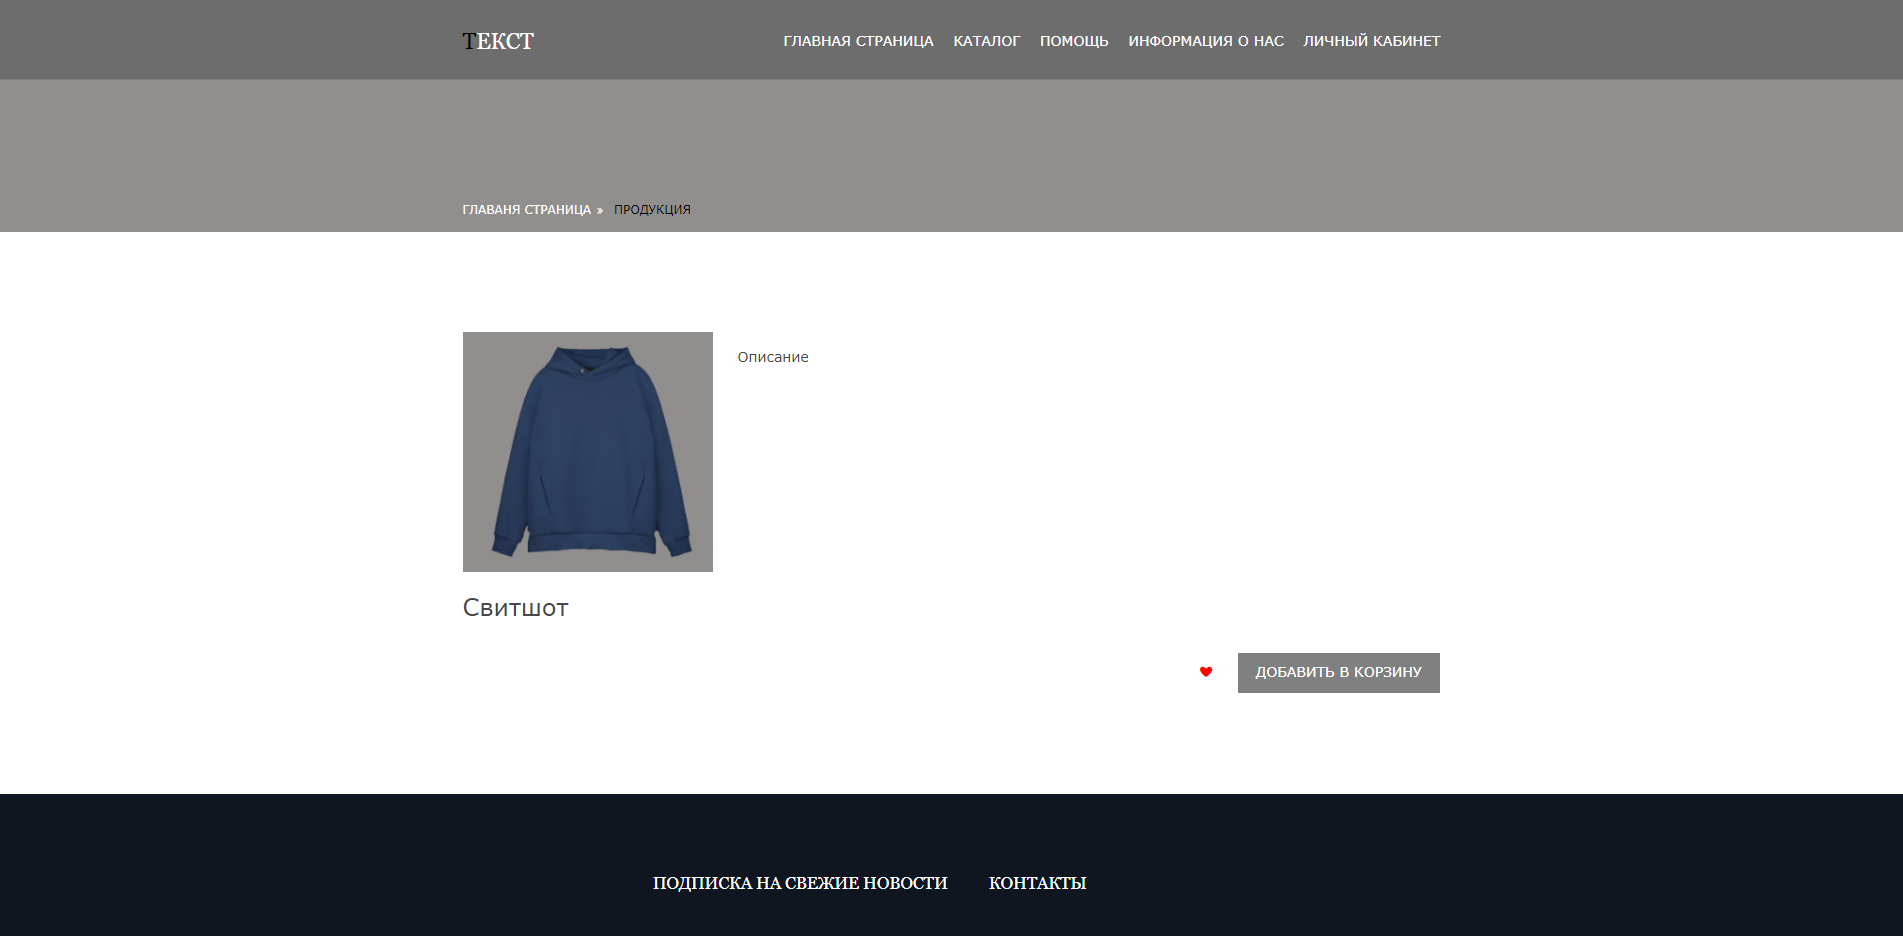 ТЕКСТ
ГЛАВНАЯ СТРАНИЦА КАТАЛОГ ПОМОЩЬ ИНФОРМАЦИЯ О НАС ЛИЧНЫЙ КАБИНЕТ
ГЛАВАНЯ СТРАНИЦА » ПРОДУКЦИЯ
Описание
Свитшот
ДОБАВИТЬ В КОРЗИНУ
ПОДПИСКА НА СВЕЖИЕ НОВОСТИ КОНТАКТЫ